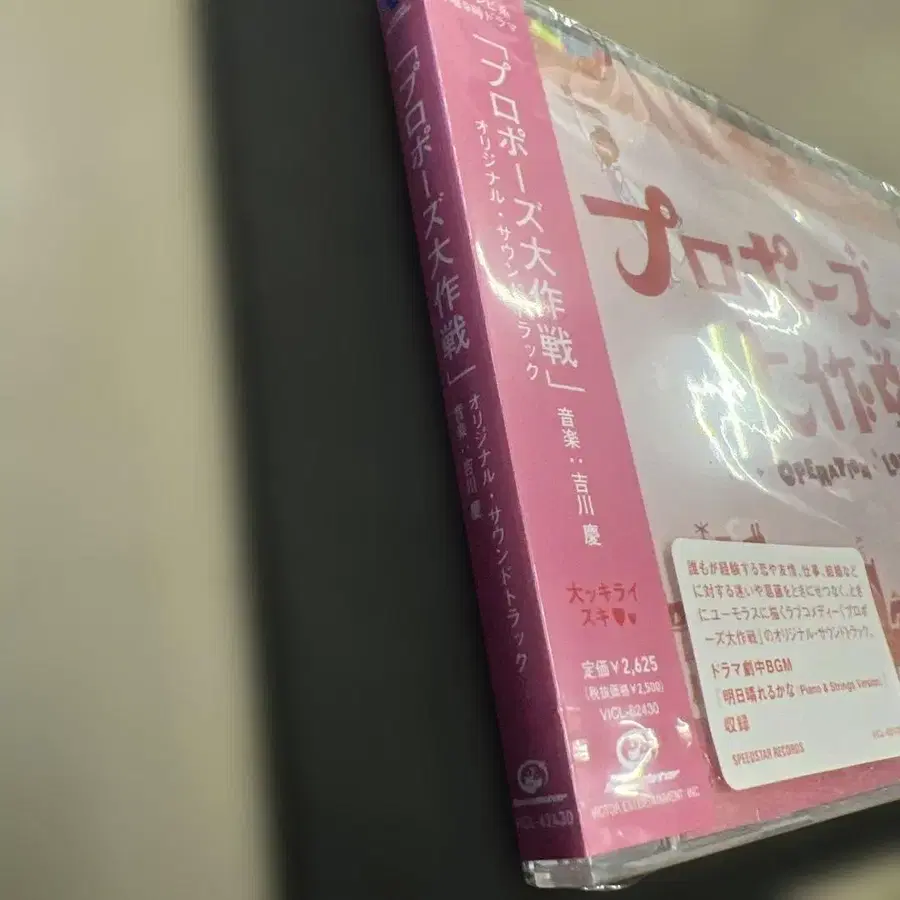 「プロポーズ大作戦」
オリジナル・サウンドトラック
音楽:吉川 慶
「プロポーズ大作戦」
オリジナル・サウンドトラック
音楽:吉川 慶
大ッキライ
スキ
定価¥2,625
(税抜価格¥2,500)
VICL-62430
VICTOR ENTERTAINMENT, INC.
VICL-62430
プロポーズ
大作戦
OPERATION
誰もが経験する恋や友情、仕事、結婚など
に対する迷いや葛藤をときにせつなく、とき
にユーモラスに描くラブコメディー「プロポ
ーズ大作戦」のオリジナル・サウンドトラック。
ドラマ劇中BGM
「明日晴れるかな(Piano & Strings Version)
収録
SPEEDSTAR RECORDS